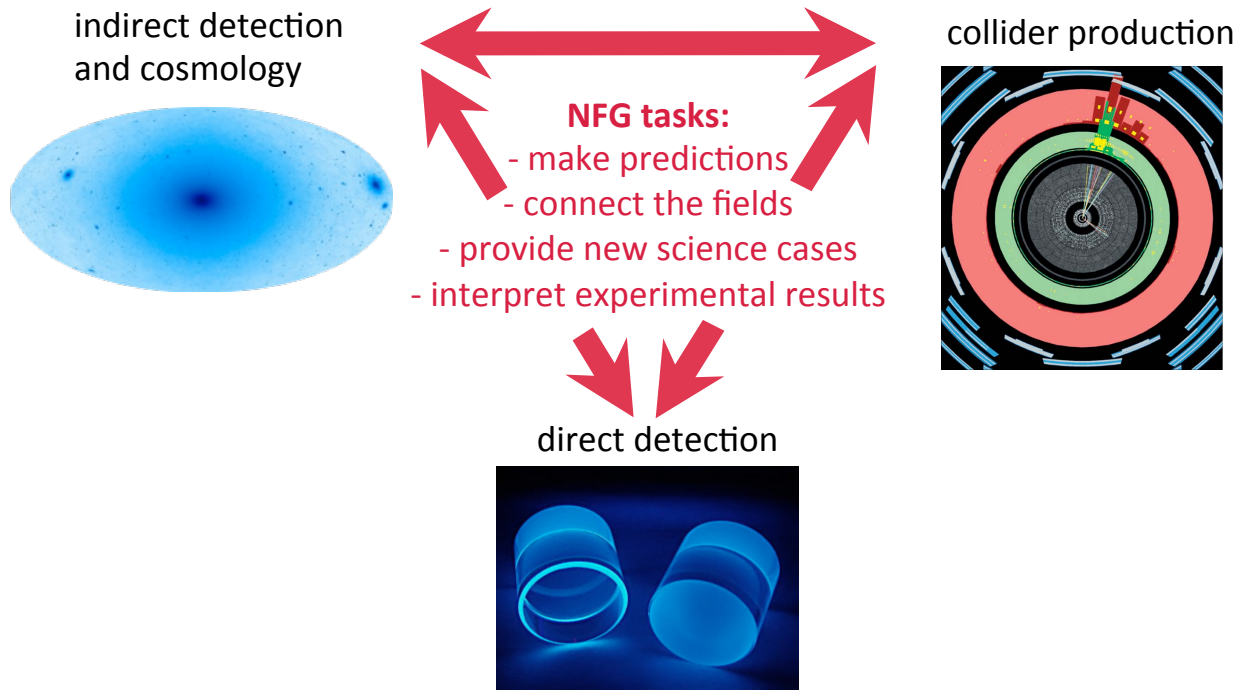 indirect detection
and cosmology
collider production
NFG tasks:
- make predictions
- connect the fields
- provide new science cases
- interpret experimental results
direct detection